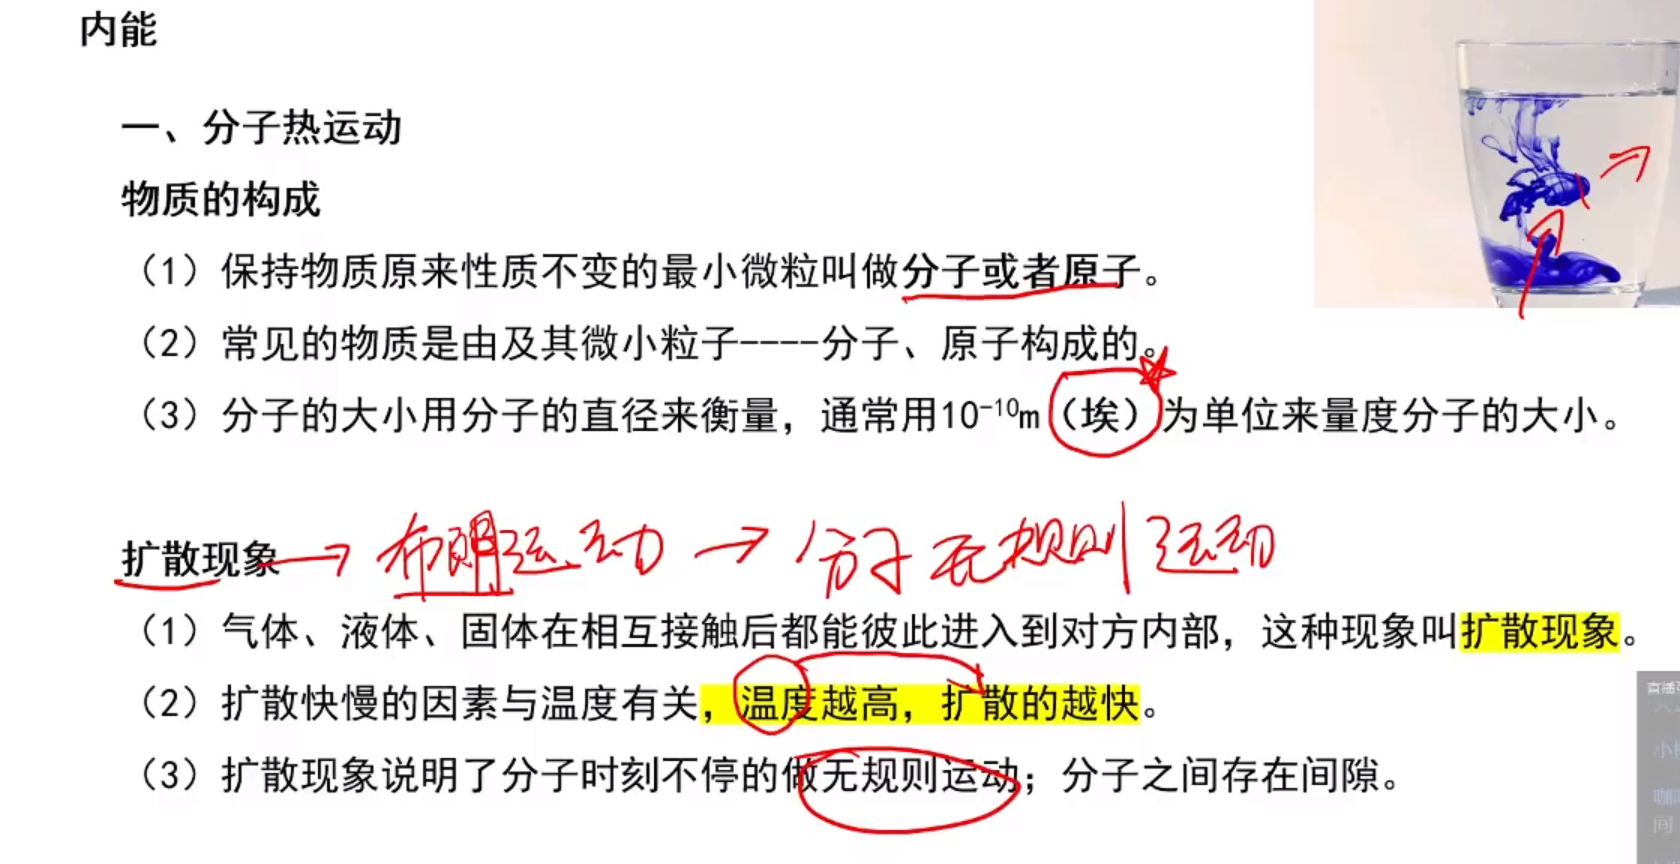 内能
一、分子热运动
物质的构成
（1）保持物质原来性质不变的最小微粒叫做分子或者原子。
（2）常见的物质是由及其微小粒子----分子、原子构成的。
（3）分子的大小用分子的直径来衡量，通常用10⁻¹⁰m（埃）为单位来量度分子的大小。
扩散现象 → 布朗运动 → 分子无规则运动
（1）气体、液体、固体在相互接触后都能彼此进入到对方内部，这种现象叫扩散现象。
（2）扩散快慢的因素与温度有关，温度越高，扩散的越快。
（3）扩散现象说明了分子时刻不停的做无规则运动；分子之间存在间隙。
直播
小
咖
间